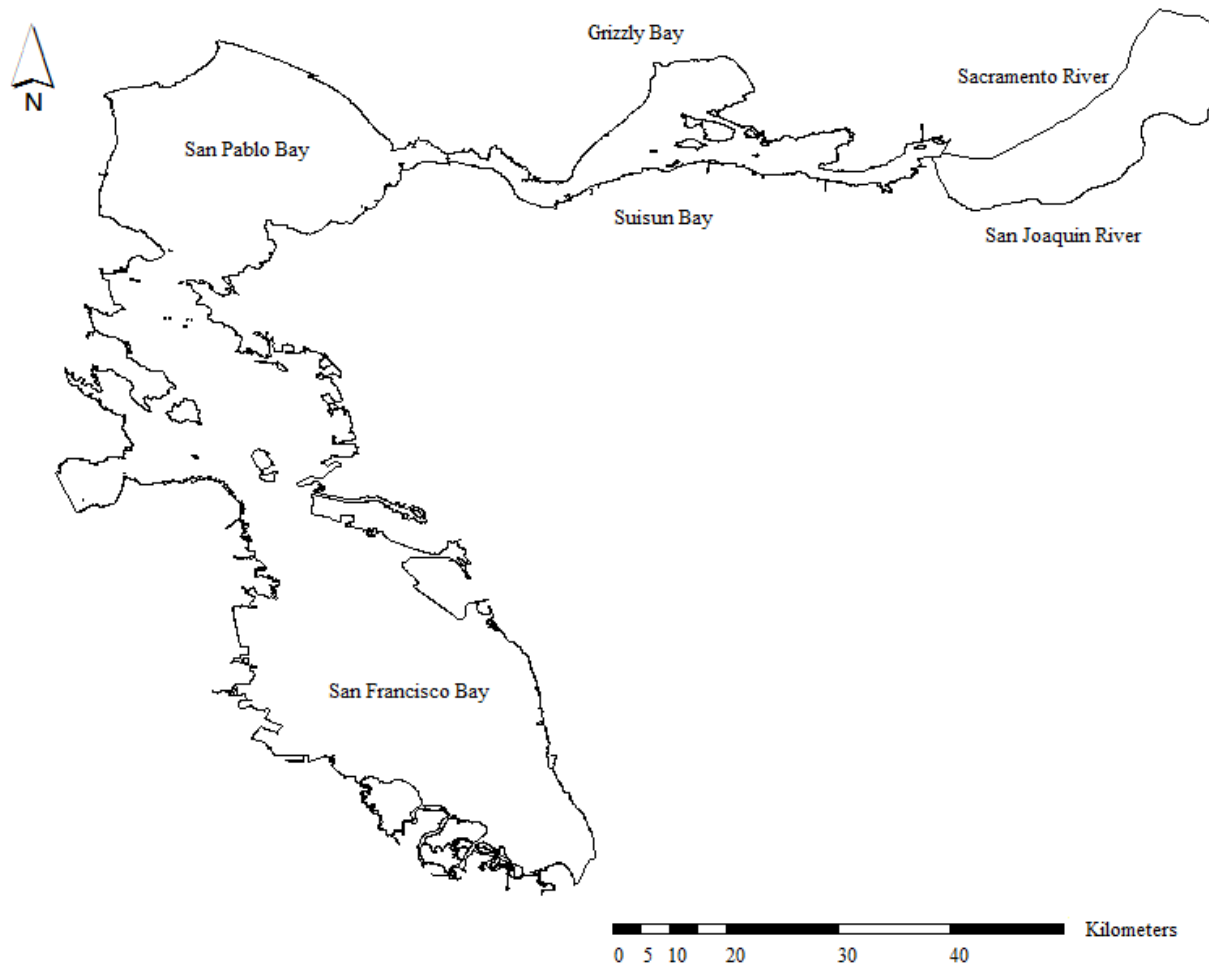 Grizzly Bay
Sacramento River
N
San Pablo Bay
Suisun Bay
San Joaquin River
San Francisco Bay
Kilometers
0 5 10 20 30 40